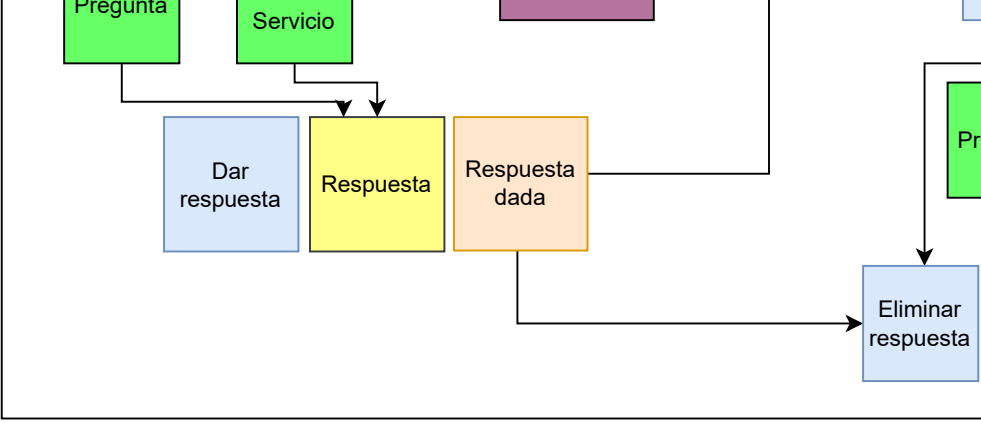 Pregunta
Servicio
Dar
respuesta
Respuesta
Respuesta
dada
Eliminar
respuesta